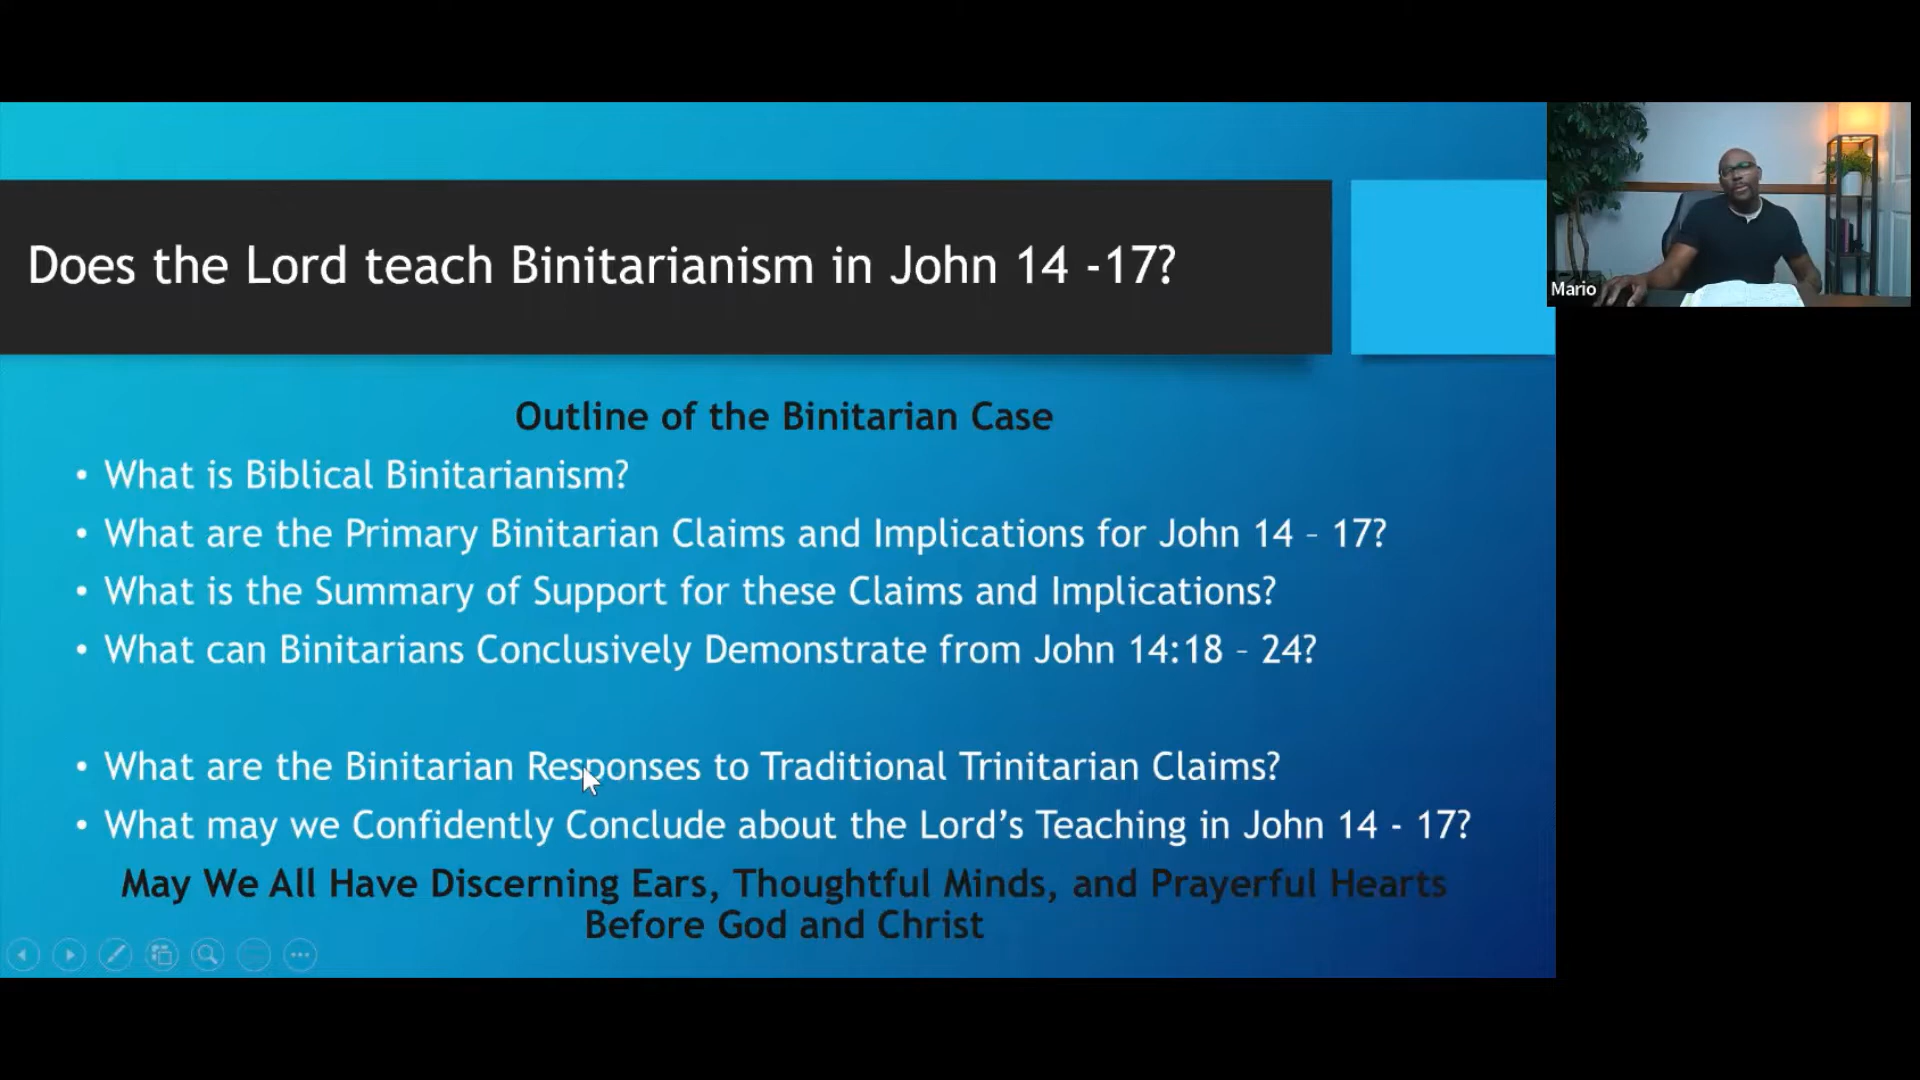 Does the Lord teach Binitarianism in John 14 -17?
Mario
Outline of the Binitarian Case
• What is Biblical Binitarianism?
• What are the Primary Binitarian Claims and Implications for John 14 – 17?
• What is the Summary of Support for these Claims and Implications?
• What can Binitarians Conclusively Demonstrate from John 14:18 – 24?
• What are the Binitarian Responses to Traditional Trinitarian Claims?
• What may we Confidently Conclude about the Lord’s Teaching in John 14 - 17?
May We All Have Discerning Ears, Thoughtful Minds, and Prayerful Hearts
Before God and Christ